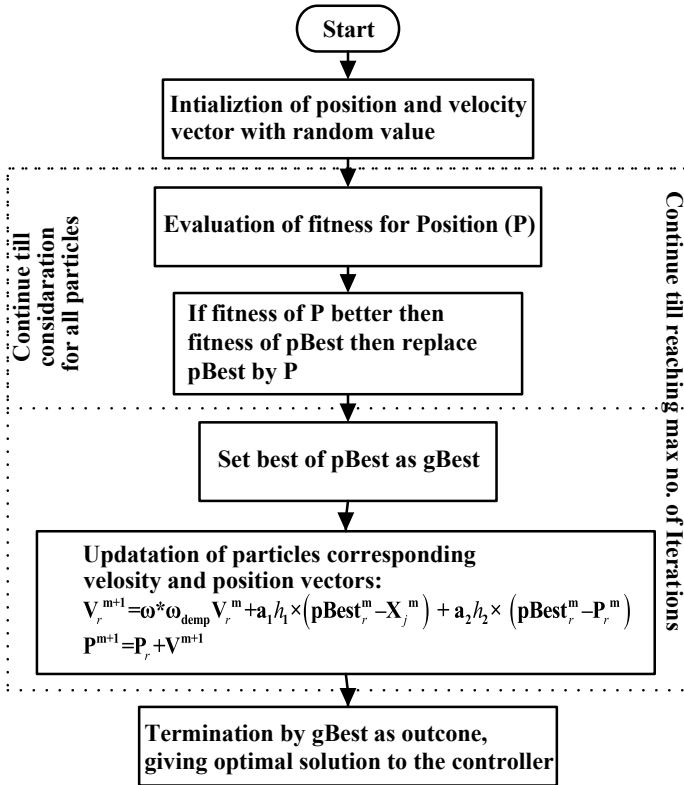 Start
Intializtion of position and velocity
vector with random value
Continue till
considaration
for all particles
Evaluation of fitness for Position (P)
If fitness of P better then
fitness of pBest then replace
pBest by P
Continue till reaching max no. of Iterations
Set best of pBest as gBest
Updatation of particles corresponding
velosity and position vectors:
V_r^{m+1}=ω*ω_{demp}V_r^m+a_1h_1×(pBest_r^m−X_j^m) + a_2h_2× (pBest_r^m−P_r^m)
P^{m+1}=P_r+V^{m+1}
Termination by gBest as outcone,
giving optimal solution to the controller